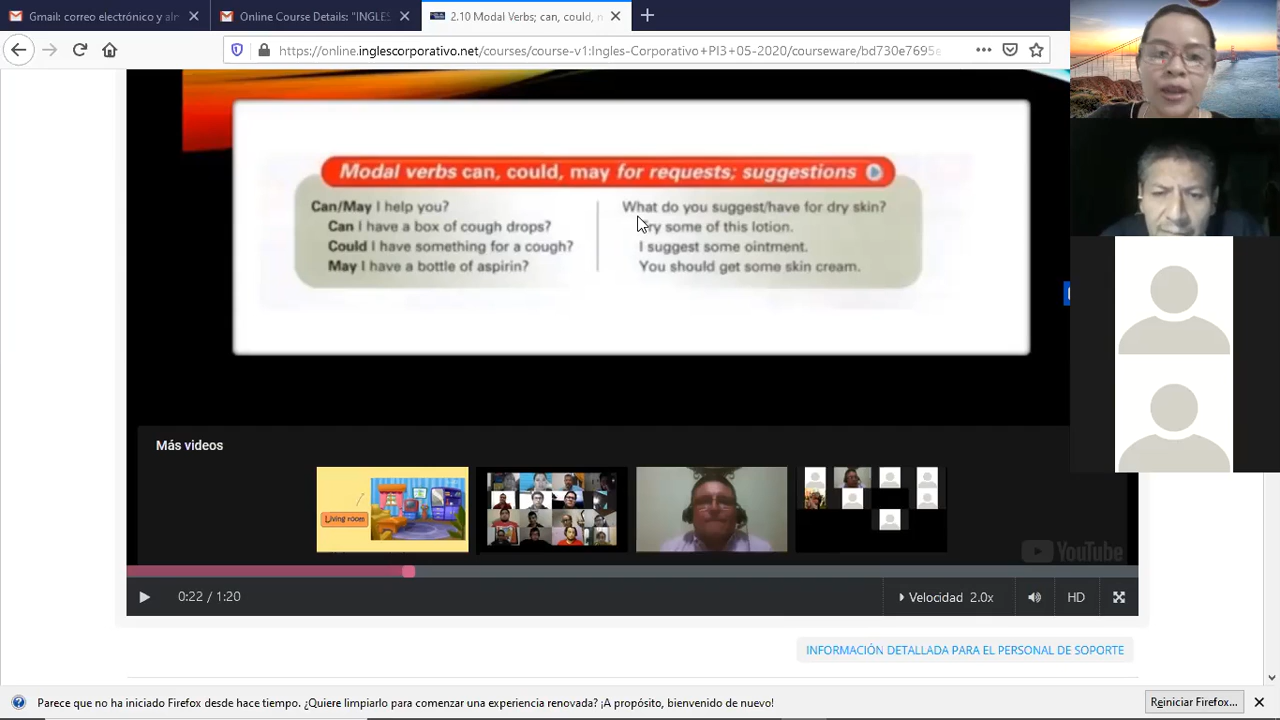 Gmail: correo electrónico y al
Online Course Details: "INGLES
2.10 Modal Verbs; can, could, m
https://online.inglescorporativo.net/courses/course-v1:Ingles-Corporativo+PI3+05-2020/courseware/bd730e7695e
Modal verbs can, could, may for requests; suggestions
Can/May I help you?
Can I have a box of cough drops?
Could I have something for a cough?
May I have a bottle of aspirin?
What do you suggest/have for dry skin?
Try some of this lotion.
I suggest some ointment.
You should get some skin cream.
Más videos
Living room
YouTube
0:22 / 1:20
Velocidad 2.0x
HD
INFORMACIÓN DETALLADA PARA EL PERSONAL DE SOPORTE
Parece que no ha iniciado Firefox desde hace tiempo. ¿Quiere limpiarlo para comenzar una experiencia renovada? ¡A propósito, bienvenido de nuevo!
Reiniciar Firefox...